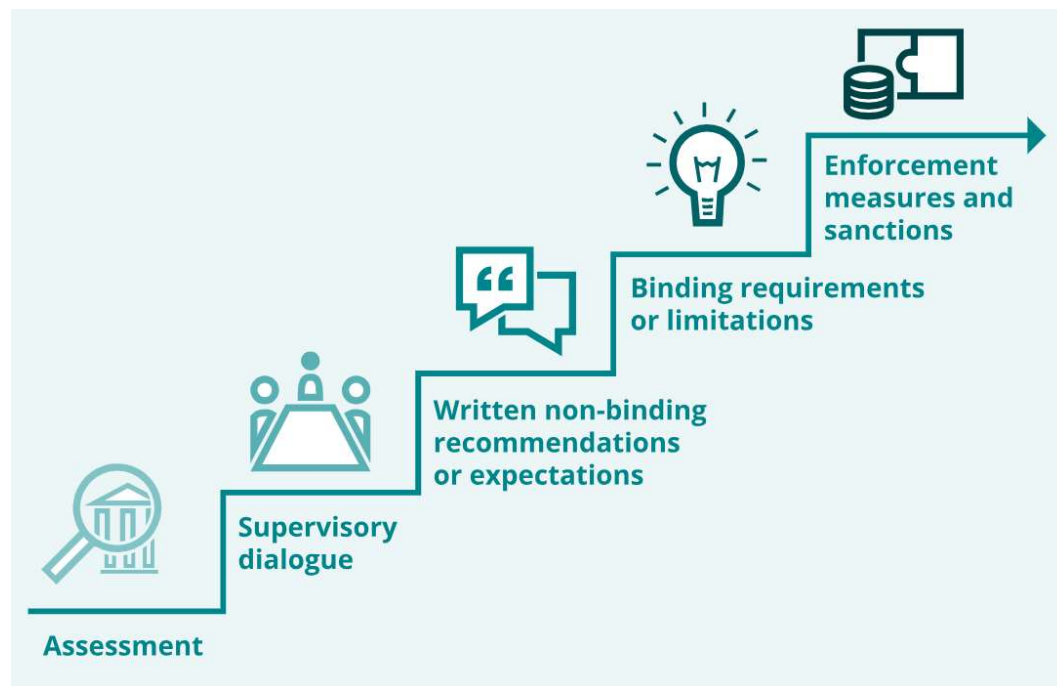 Enforcement
measures and
sanctions
Binding requirements
or limitations
Written non-binding
recommendations
or expectations
Supervisory
dialogue
Assessment